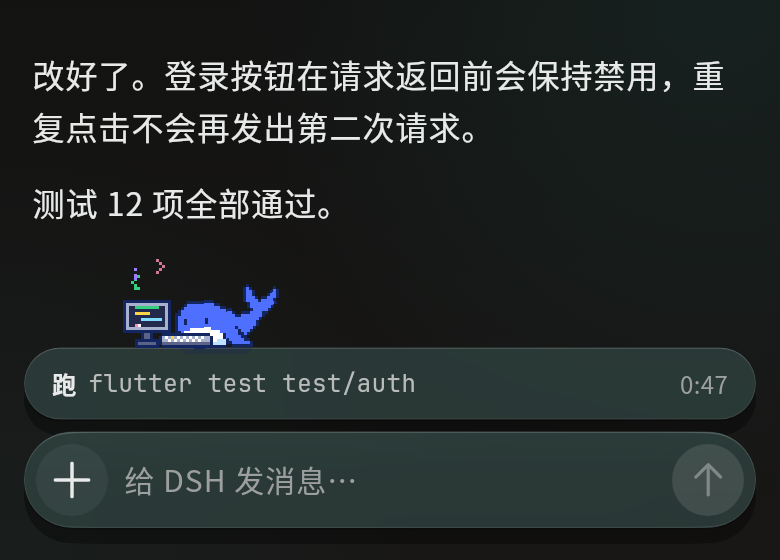 改好了。登录按钮在请求返回前会保持禁用，重
复点击不会再发出第二次请求。
测试 12 项全部通过。
跑 flutter test test/auth 0:47
给 DSH 发消息…